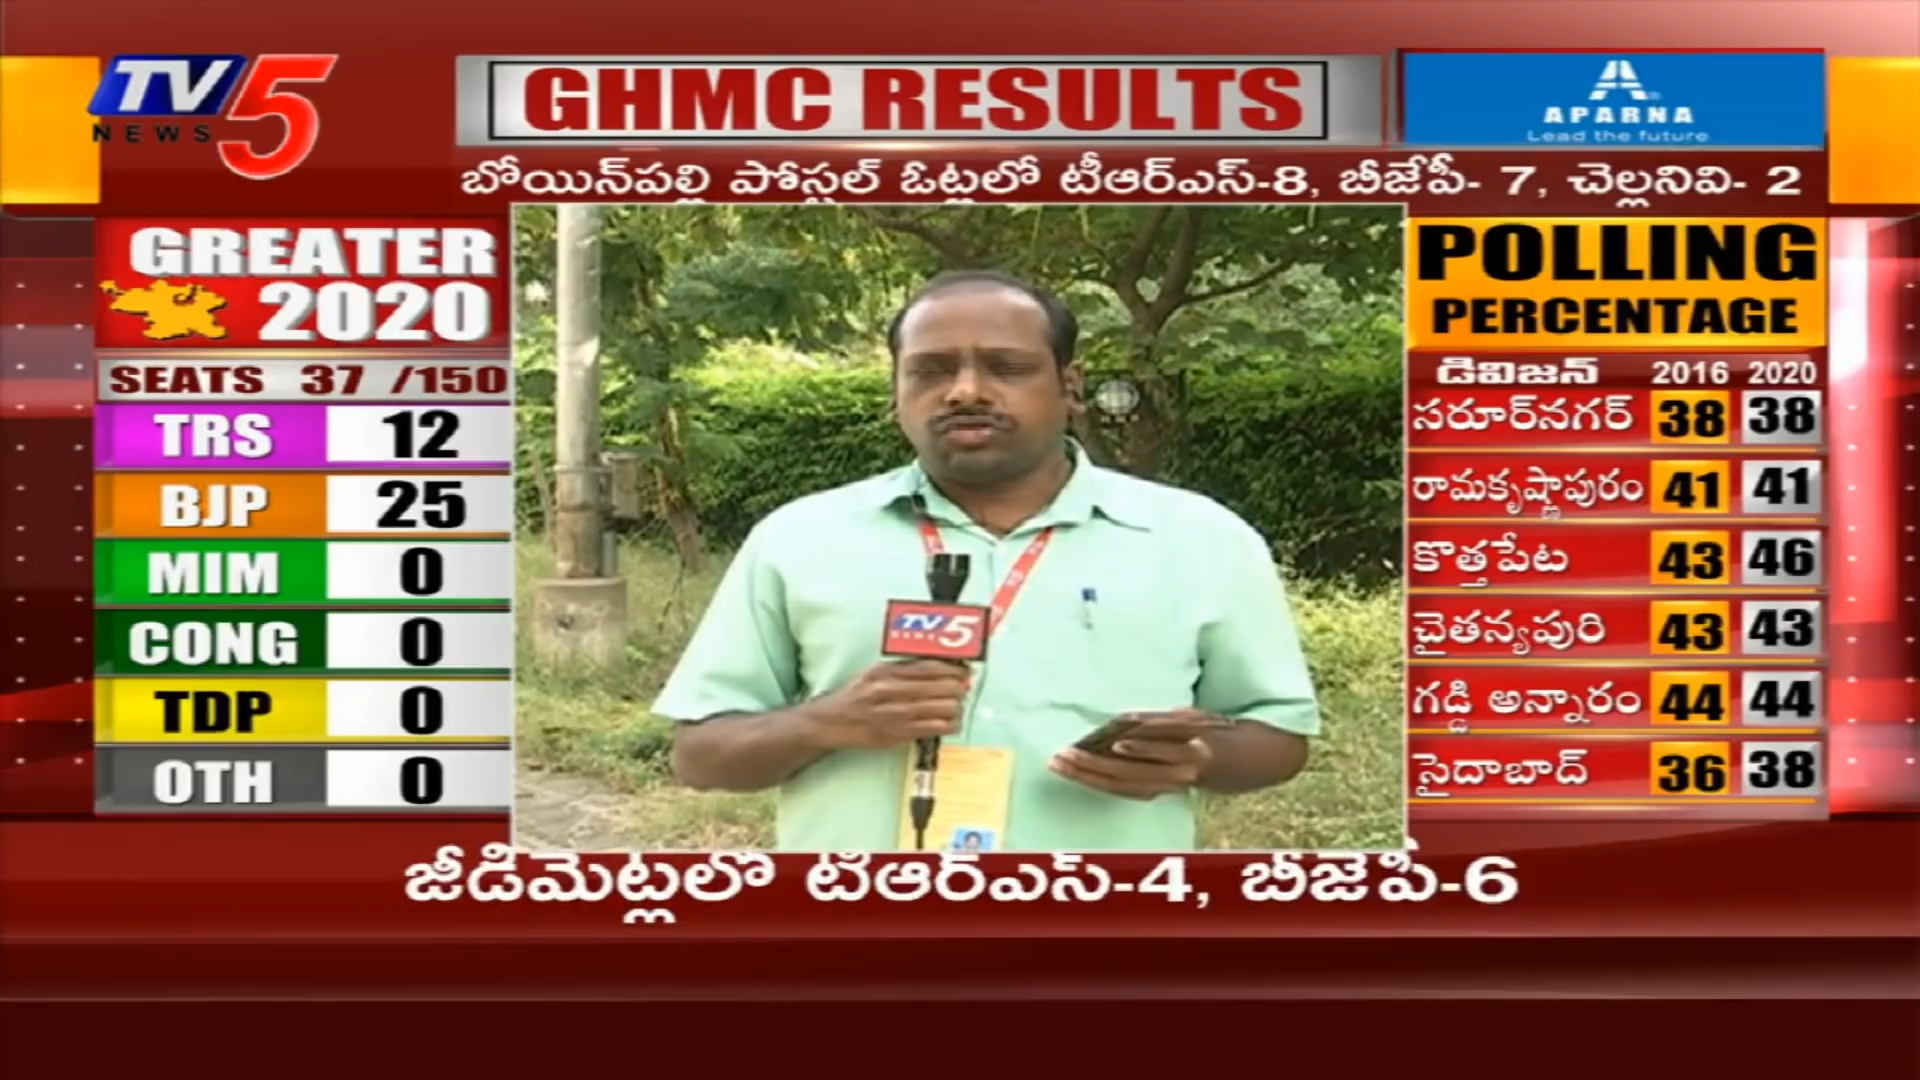 TV5
NEWS
GHMC RESULTS
APARNA
Lead the future
బోయిన్‌పల్లి పోస్టల్ ఓట్లలో టీఆర్ఎస్-8, బీజేపీ- 7, చెల్లనివి- 2
GREATER
2020
SEATS 37 /150
TRS 12
BJP 25
MIM 0
CONG 0
TDP 0
OTH 0
TV5
NEWS
POLLING
PERCENTAGE
డివిజన్ 2016 2020
సరూర్‌నగర్ 38 38
రామకృష్ణాపురం 41 41
కొత్తపేట 43 46
చైతన్యపురి 43 43
గడ్డి అన్నారం 44 44
సైదాబాద్ 36 38
జీడిమెట్లలో టీఆర్ఎస్-4, బీజేపీ-6